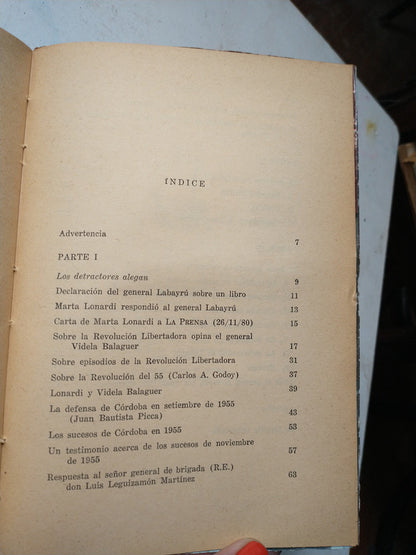 ÍNDICE
Advertencia 7
PARTE I
Los detractores alegan 9
Declaración del general Labayrú sobre un libro 11
Marta Lonardi respondió al general Labayrú 13
Carta de Marta Lonardi a LA PRENSA (26/11/80) 15
Sobre la Revolución Libertadora opina el general
Videla Balaguer 17
Sobre episodios de la Revolución Libertadora 31
Sobre la Revolución del 55 (Carlos A. Godoy) 37
Lonardi y Videla Balaguer 39
La defensa de Córdoba en setiembre de 1955
(Juan Bautista Picca) 43
Los sucesos de Córdoba en 1955 53
Un testimonio acerca de los sucesos de noviembre
de 1955 57
Respuesta al señor general de brigada (R.E.)
don Luis Leguizamón Martínez 63